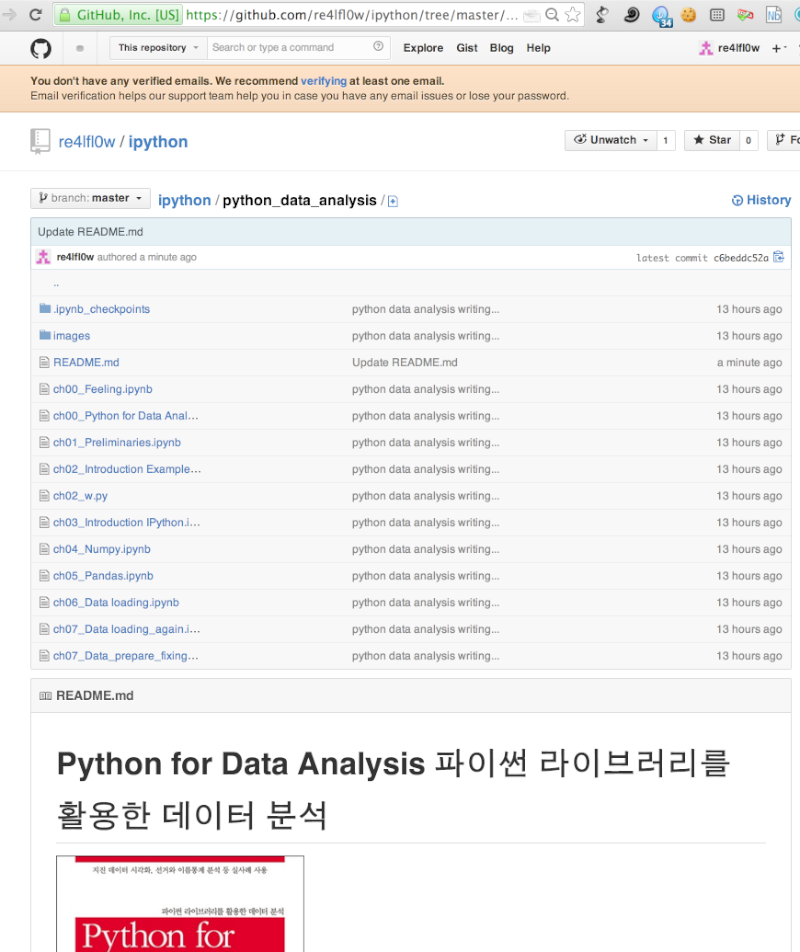 GitHub, Inc. [US] https://github.com/re4lfl0w/ipython/tree/master/...
34
Nb
This repository Search or type a command Explore Gist Blog Help re4lfl0w +
You don't have any verified emails. We recommend verifying at least one email.
Email verification helps our support team help you in case you have any email issues or lose your password.
re4lfl0w / ipython Unwatch 1 Star 0 Fo
branch: master ipython / python_data_analysis / History
Update README.md
re4lfl0w authored a minute ago latest commit c6beddc52a
..
.ipynb_checkpoints python data analysis writing... 13 hours ago
images python data analysis writing... 13 hours ago
README.md Update README.md a minute ago
ch00_Feeling.ipynb python data analysis writing... 13 hours ago
ch00_Python for Data Anal... python data analysis writing... 13 hours ago
ch01_Preliminaries.ipynb python data analysis writing... 13 hours ago
ch02_Introduction Example... python data analysis writing... 13 hours ago
ch02_w.py python data analysis writing... 13 hours ago
ch03_Introduction IPython.i... python data analysis writing... 13 hours ago
ch04_Numpy.ipynb python data analysis writing... 13 hours ago
ch05_Pandas.ipynb python data analysis writing... 13 hours ago
ch06_Data loading.ipynb python data analysis writing... 13 hours ago
ch07_Data loading_again.i... python data analysis writing... 13 hours ago
ch07_Data_prepare_fixing... python data analysis writing... 13 hours ago
README.md
Python for Data Analysis 파이썬 라이브러리를
활용한 데이터 분석
지진 데이터 시각화, 선거와 이름통계 분석 등 실사례 사용
파이썬 라이브러리를 활용한 데이터 분석
Python for